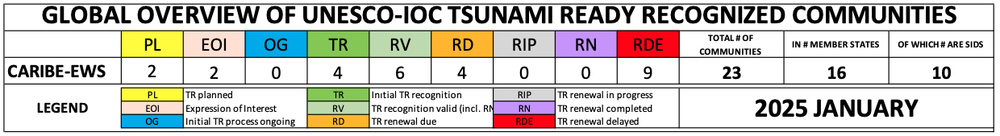 GLOBAL OVERVIEW OF UNESCO-IOC TSUNAMI READY RECOGNIZED COMMUNITIES
PL EOI OG TR RV RD RIP RN RDE TOTAL # OF COMMUNITIES IN # MEMBER STATES OF WHICH # ARE SIDS
CARIBE-EWS 2 2 0 4 6 4 0 0 9 23 16 10
LEGEND
PL TR planned TR Initial TR recognition RIP TR renewal in progress
EOI Expression of Interest RV TR recognition valid (incl. RN RN TR renewal completed
OG Initial TR process ongoing RD TR renewal due RDE TR renewal delayed
2025 JANUARY